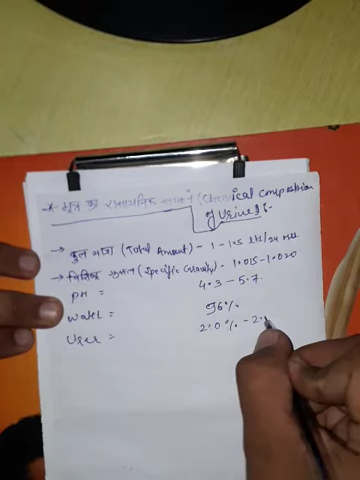 * मूत्र का रासायनिक संगठन (Chemical composition
of Urine):-
→ कुल मात्रा (Total Amount) - 1 - 1.5 ltr/24 hrs.
→ विशिष्ट गुरुत्व (Specific Gravity) - 1.015-1.020
PH = 4.3 - 5.7.
Water = 96%
Urea = 2.0% - 2.